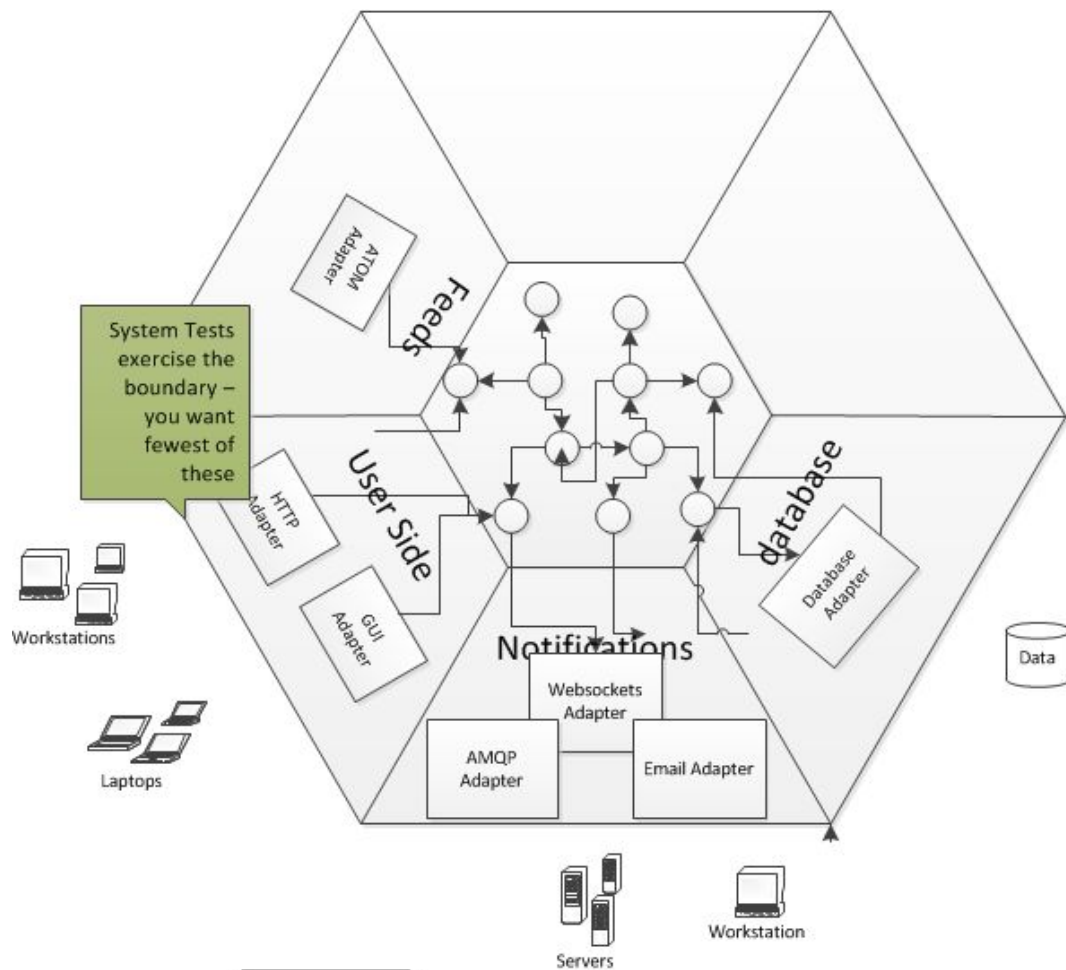 ATOM
Adapter
Feeds
System Tests
exercise the
boundary –
you want
fewest of
these
HTTP
Adapter
User Side
GUI
Adapter
database
Database
Adapter
Notifications
Websockets
Adapter
AMQP
Adapter
Email Adapter
Workstations
Laptops
Data
Servers
Workstation